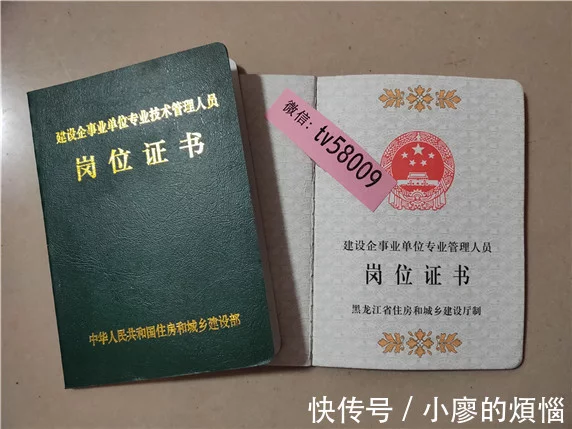 建设企事业单位专业技术管理人员
岗位证书
中华人民共和国住房和城乡建设部
微信：tv58009
建设企事业单位专业管理人员
岗位证书
黑龙江省住房和城乡建设厅制
快传号 / 小廖的煩惱